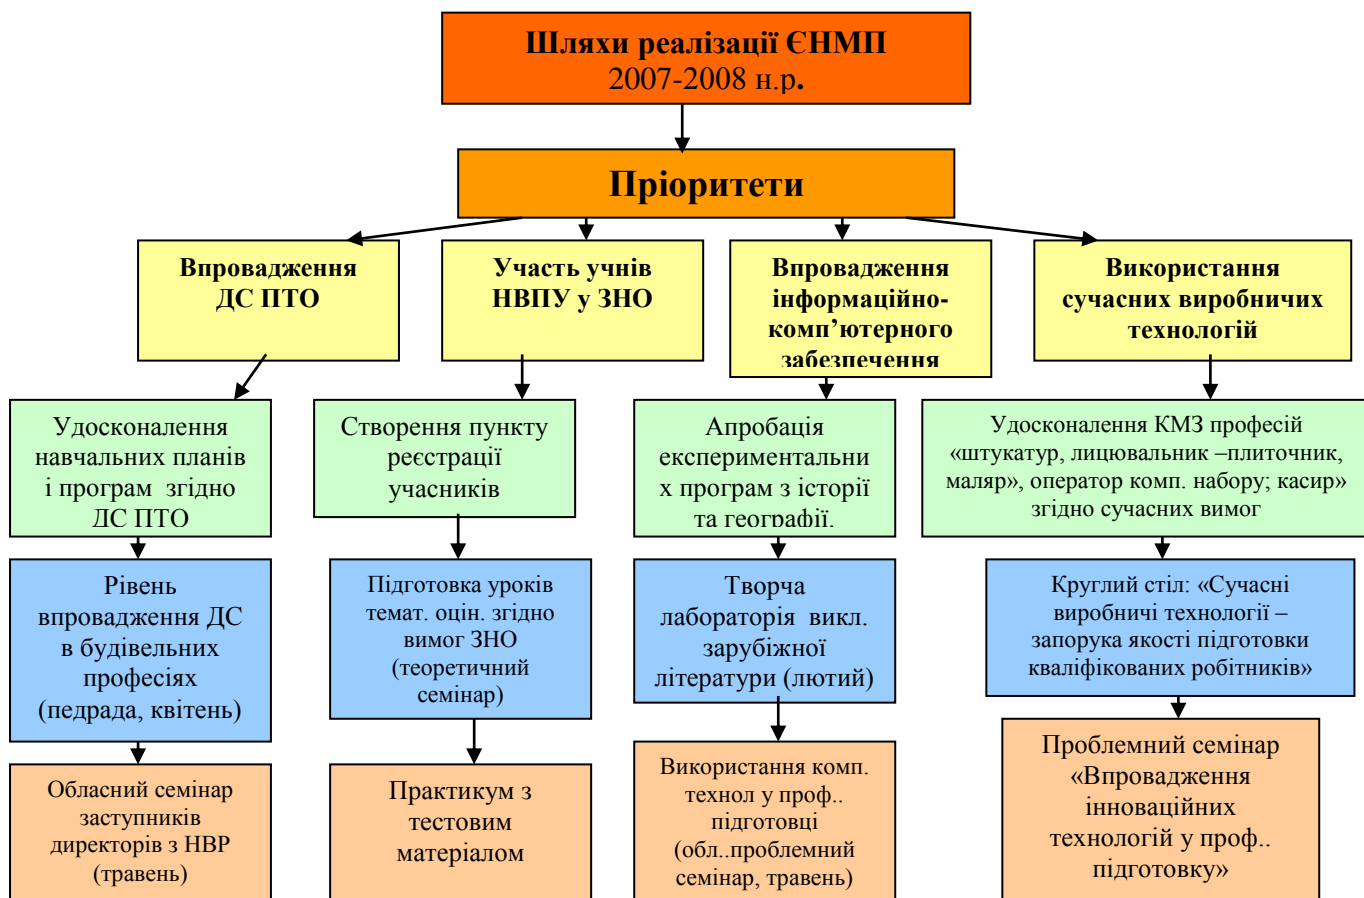 Шляхи реалізації ЄНМП
2007-2008 н.р.
Пріоритети
Впровадження
ДС ПТО
Участь учнів
НВПУ у ЗНО
Впровадження
інформаційно-
комп’ютерного
забезпечення
Використання
сучасних виробничих
технологій
Удосконалення
навчальних планів
і програм згідно
ДС ПТО
Створення пункту
реєстрації
учасників
Апробація
експериментальни
х програм з історії
та географії.
Удосконалення КМЗ професій
«штукатур, лицювальник –плиточник,
маляр», оператор комп. набору; касир»
згідно сучасних вимог
Рівень
впровадження ДС
в будівельних
професіях
(педрада, квітень)
Підготовка уроків
темат. оцін. згідно
вимог ЗНО
(теоретичний
семінар)
Творча
лабораторія викл.
зарубіжної
літератури (лютий)
Круглий стіл: «Сучасні
виробничі технології –
запорука якості підготовки
кваліфікованих робітників»
Обласний семінар
заступників
директорів з НВР
(травень)
Практикум з
тестовим
матеріалом
Використання комп.
технол у проф..
підготовці
(обл..проблемний
семінар, травень)
Проблемний семінар
«Впровадження
інноваційних
технологій у проф..
підготовку»